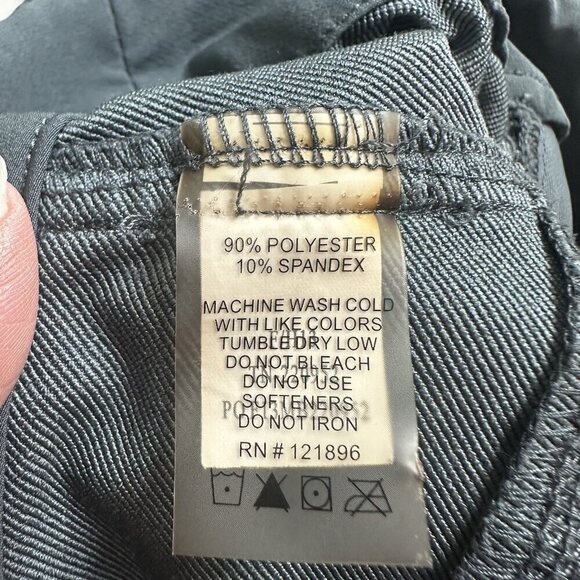 90% POLYESTER
10% SPANDEX
MACHINE WASH COLD
WITH LIKE COLORS
TUMBLE DRY LOW
DO NOT BLEACH
DO NOT USE
SOFTENERS
DO NOT IRON
RN # 121896